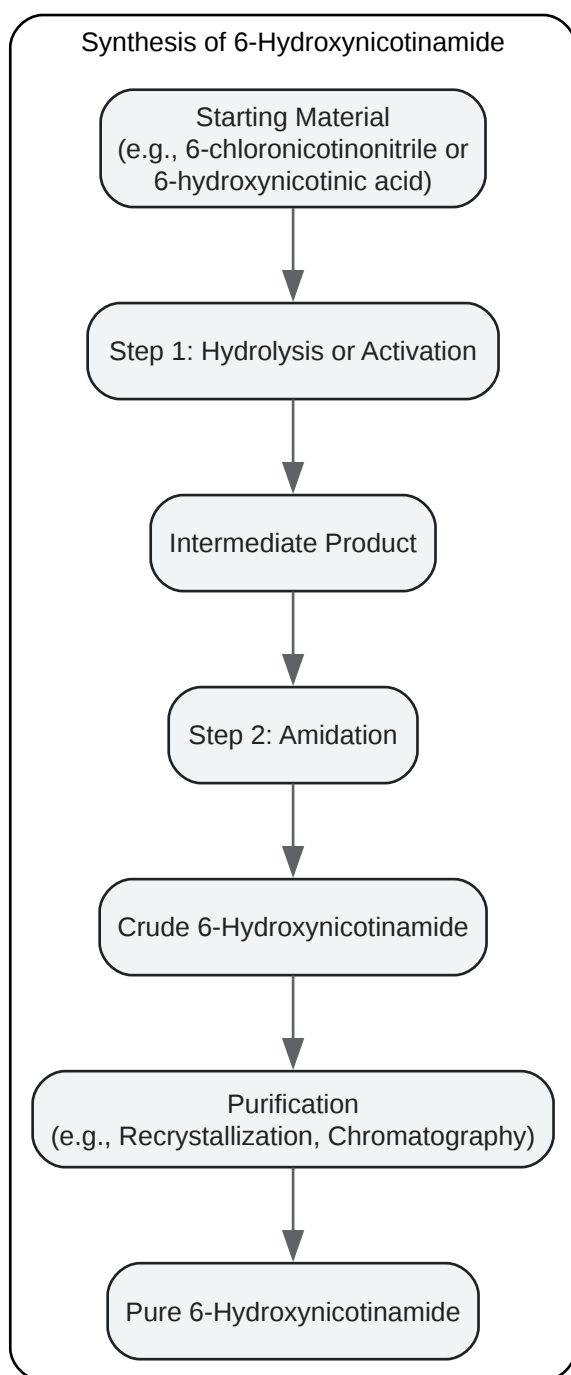 Synthesis of 6-Hydroxynicotinamide
Starting Material
(e.g., 6-chloronicotinonitrile or
6-hydroxynicotinic acid)
Step 1: Hydrolysis or Activation
Intermediate Product
Step 2: Amidation
Crude 6-Hydroxynicotinamide
Purification
(e.g., Recrystallization, Chromatography)
Pure 6-Hydroxynicotinamide